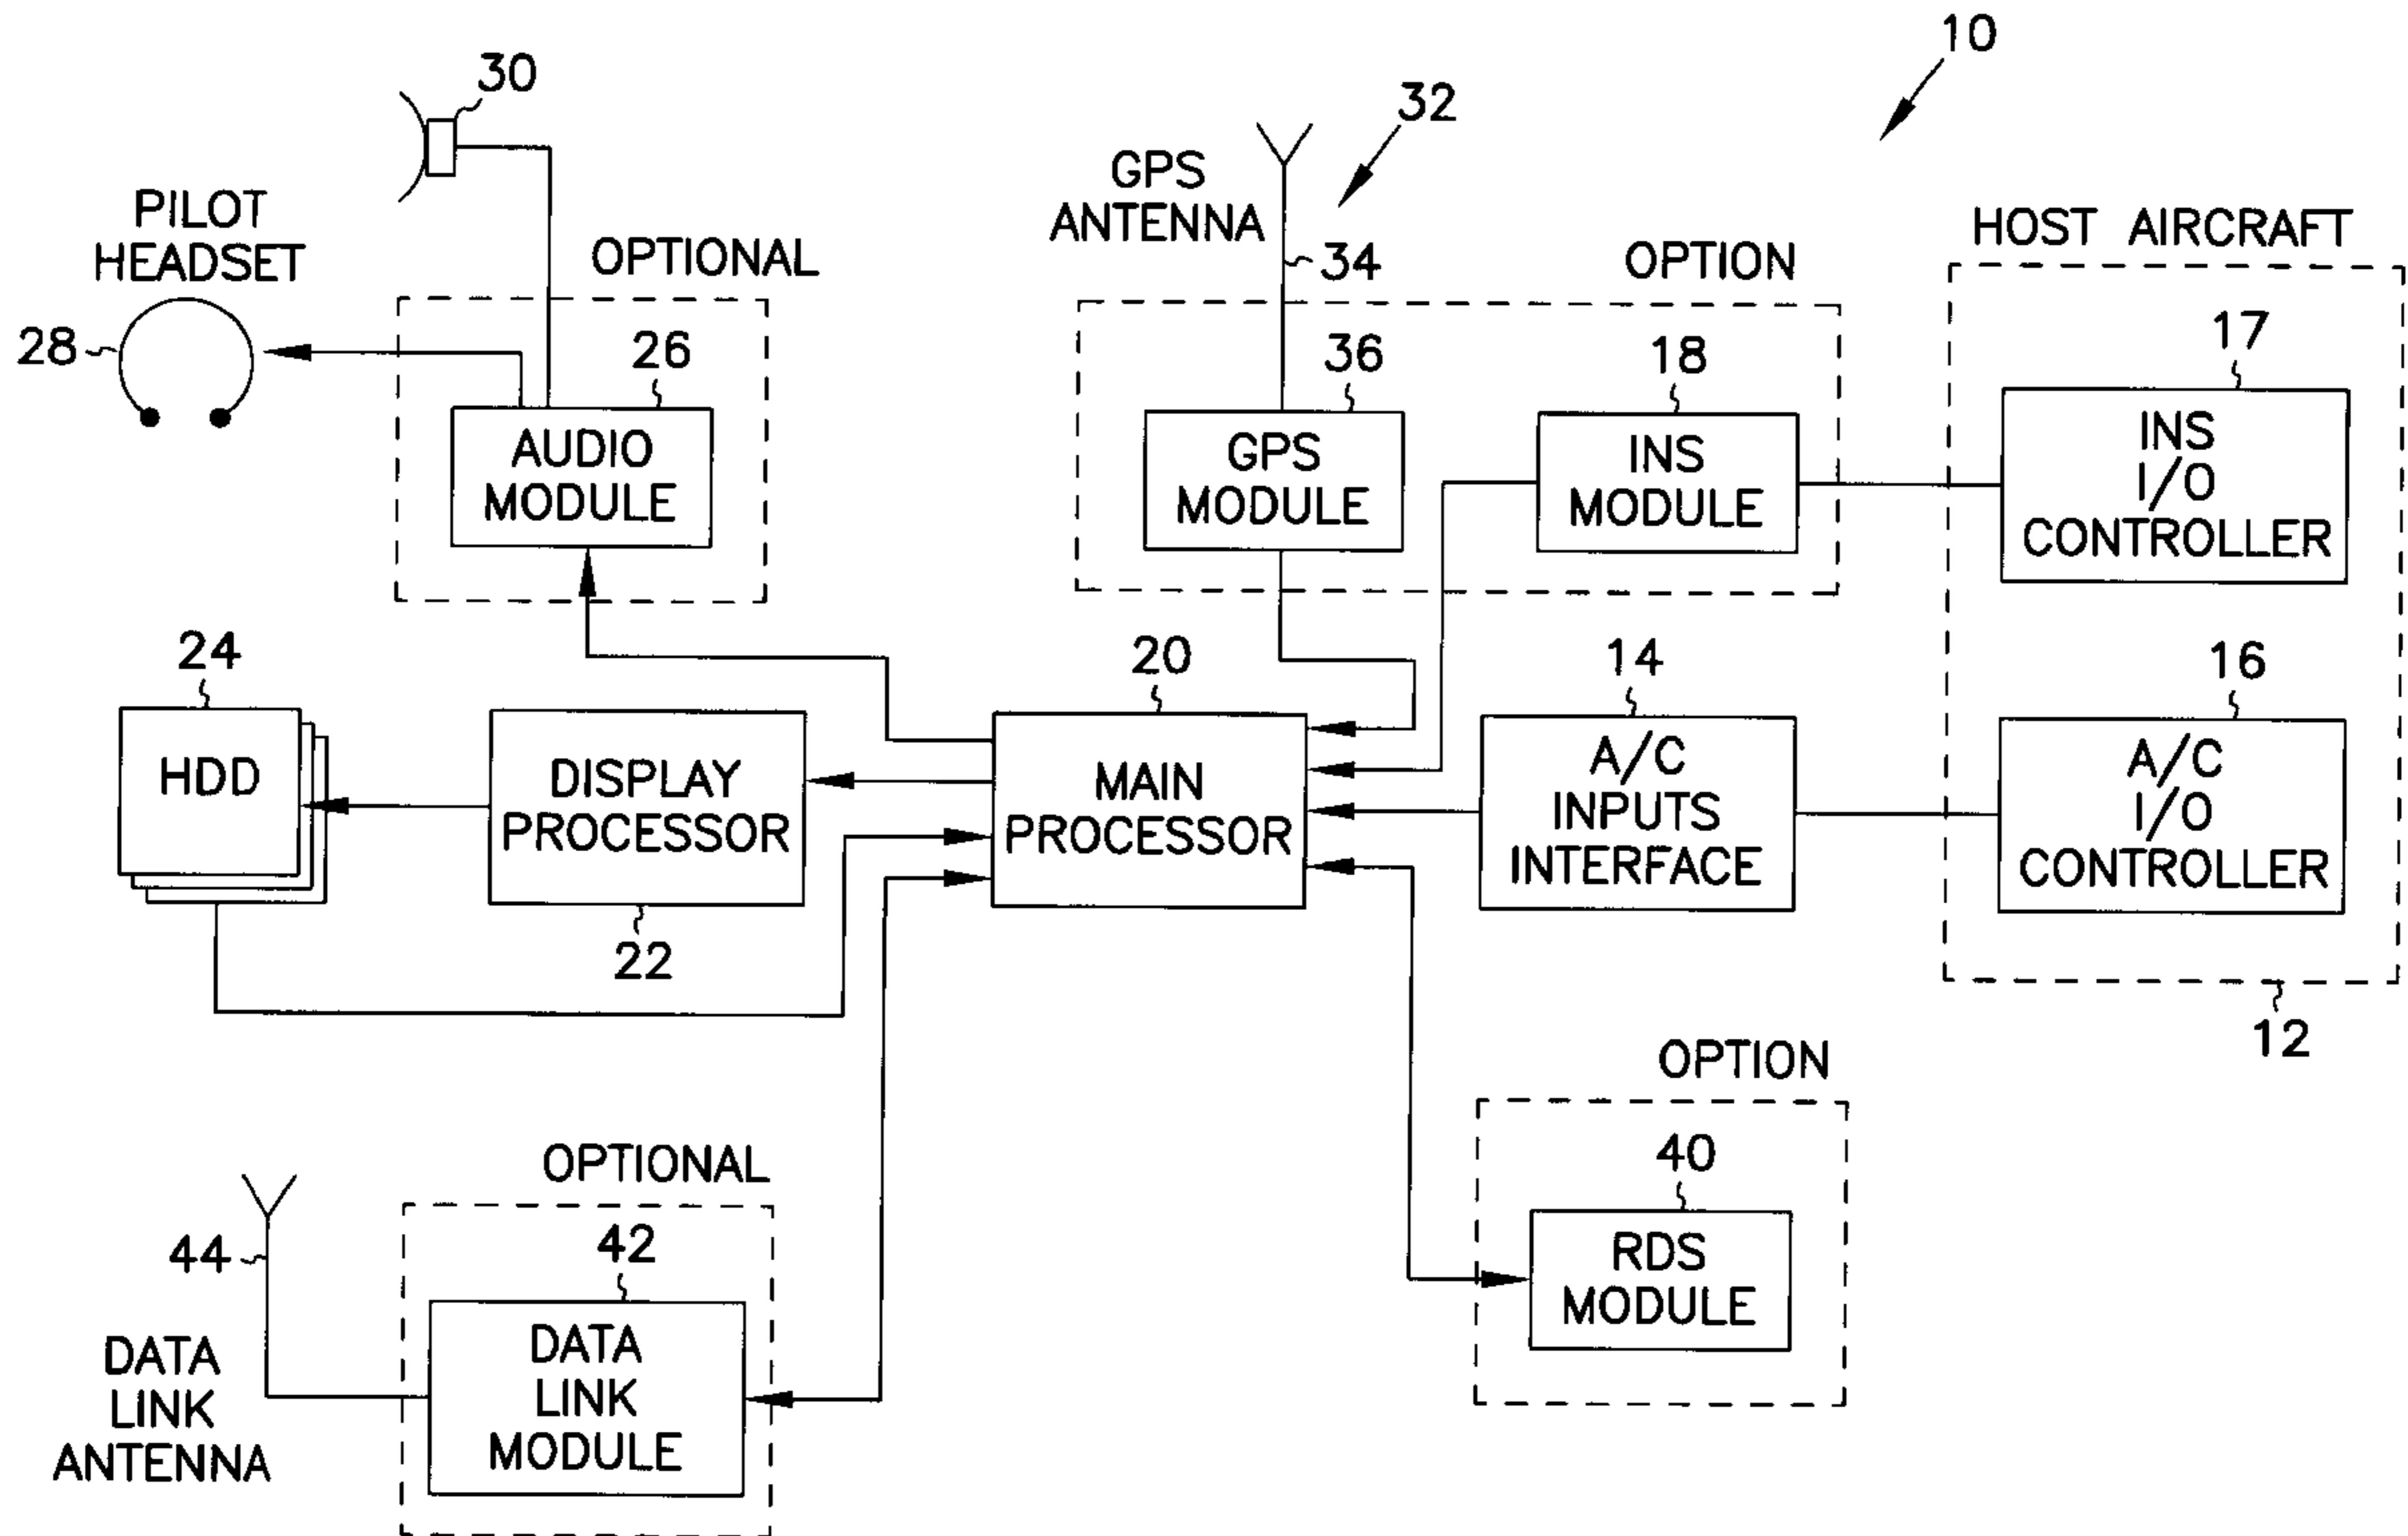 10
30
32
GPS
ANTENNA
34
PILOT
HEADSET
28
OPTIONAL
26
AUDIO
MODULE
OPTION
36
GPS
MODULE
18
INS
MODULE
HOST AIRCRAFT
17
INS
I/O
CONTROLLER
24
HDD
DISPLAY
PROCESSOR
22
20
MAIN
PROCESSOR
14
A/C
INPUTS
INTERFACE
16
A/C
I/O
CONTROLLER
12
OPTION
40
RDS
MODULE
OPTIONAL
44
42
DATA
LINK
MODULE
DATA
LINK
ANTENNA